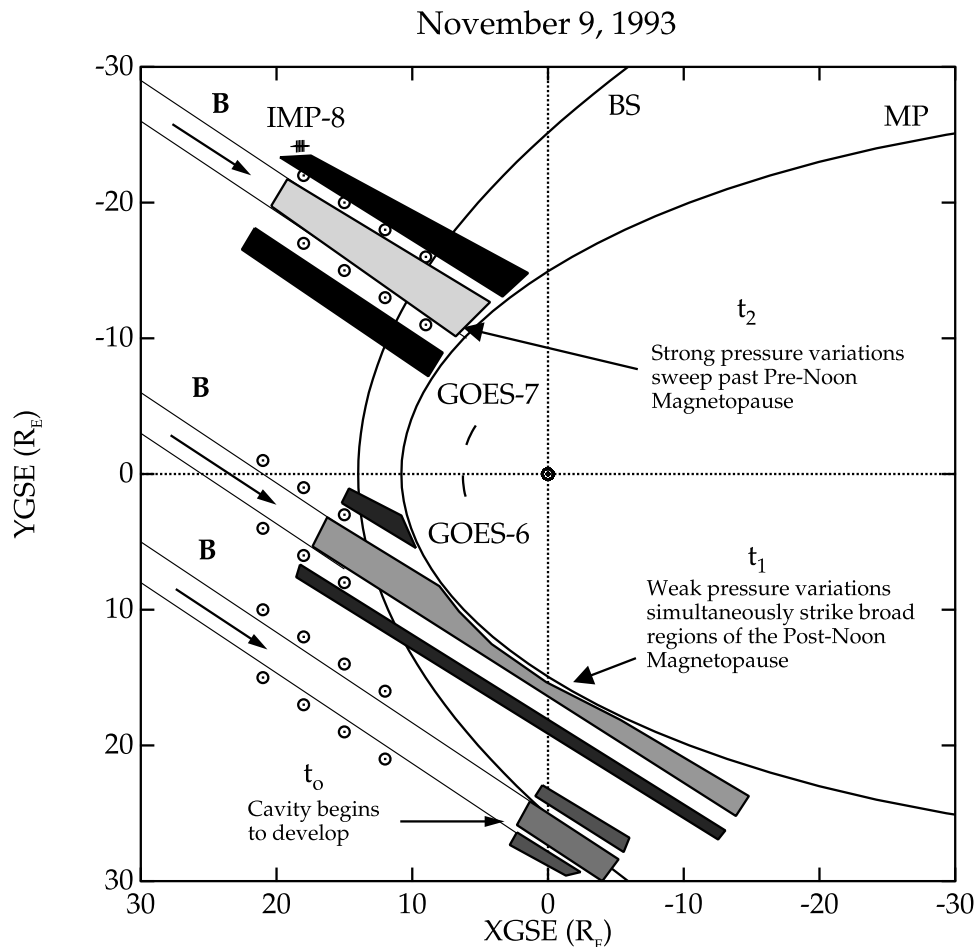 November 9, 1993
-30
-20
-10
0
10
20
30
YGSE (RE)
B
IMP-8
BS
MP
t2
Strong pressure variations
sweep past Pre-Noon
Magnetopause
GOES-7
B
GOES-6
B
t1
Weak pressure variations
simultaneously strike broad
regions of the Post-Noon
Magnetopause
to
Cavity begins
to develop
30 20 10 0 -10 -20 -30
XGSE (RE)